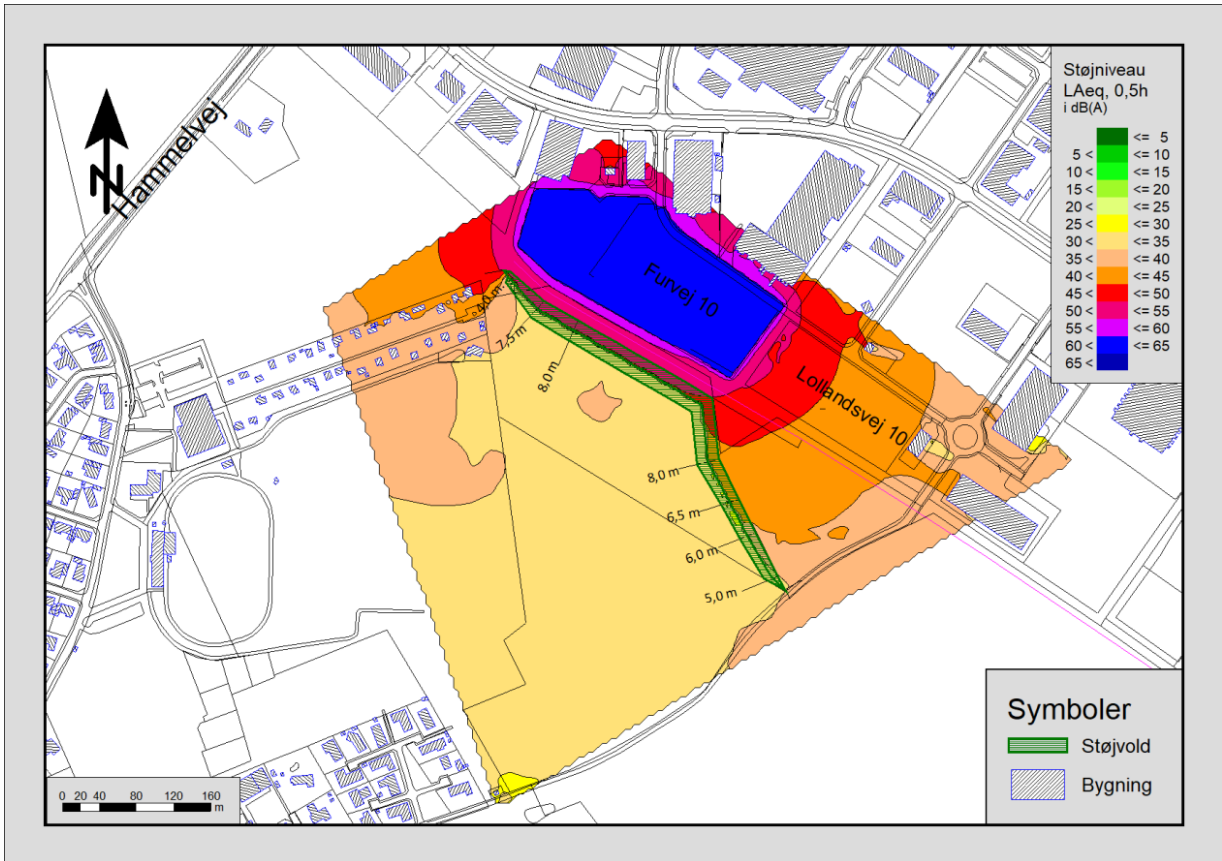 Hammelvej
N
Støjniveau
LAeq, 0,5h
i dB(A)
<= 5
5 < <= 10
10 < <= 15
15 < <= 20
20 < <= 25
25 < <= 30
30 < <= 35
35 < <= 40
40 < <= 45
45 < <= 50
50 < <= 55
55 < <= 60
60 < <= 65
65 <
Furvej 10
Lollandsvej 10
4,0 m
7,5 m
8,0 m
8,0 m
6,5 m
6,0 m
5,0 m
Symboler
Støjvold
Bygning
0 20 40 80 120 160
m